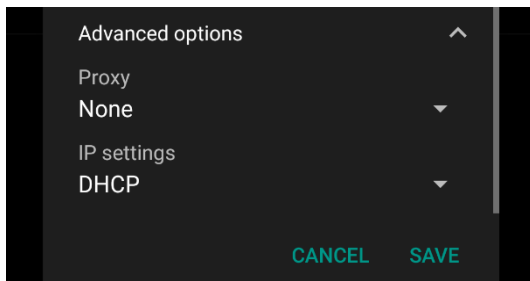 Advanced options
Proxy
None
IP settings
DHCP
CANCEL SAVE